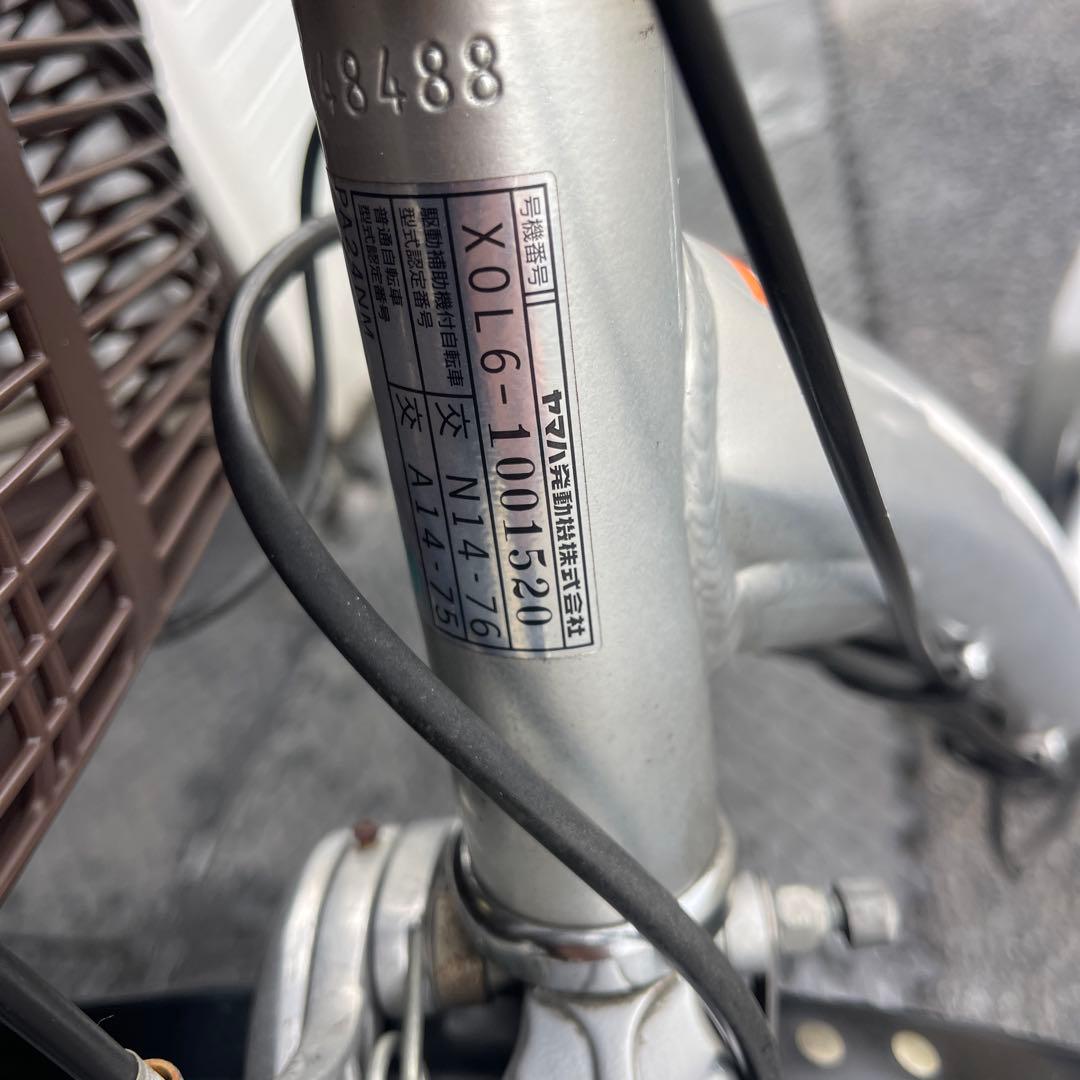 48488
号機番号
X0L6-1001520
ヤマハ発動機株式会社
駆動補助機付自転車
型式認定番号
交 N14-76
普通自転車
型式認定番号
交 A14-75
PA24NM